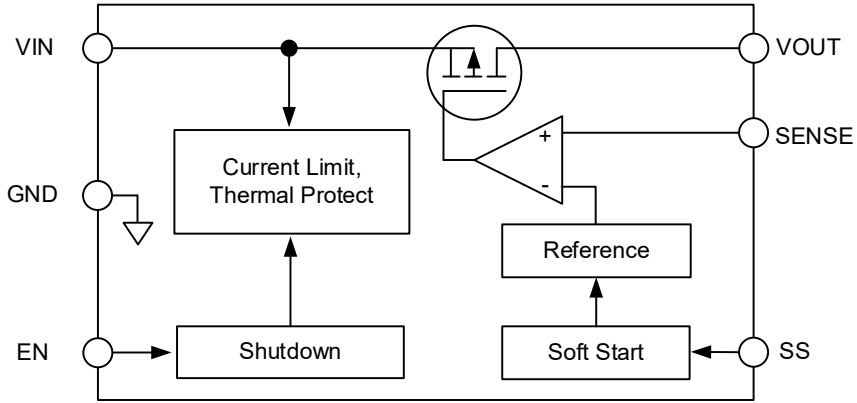 VIN
VOUT
SENSE
Current Limit,
Thermal Protect
+
-
GND
Reference
EN
Shutdown
Soft Start
SS